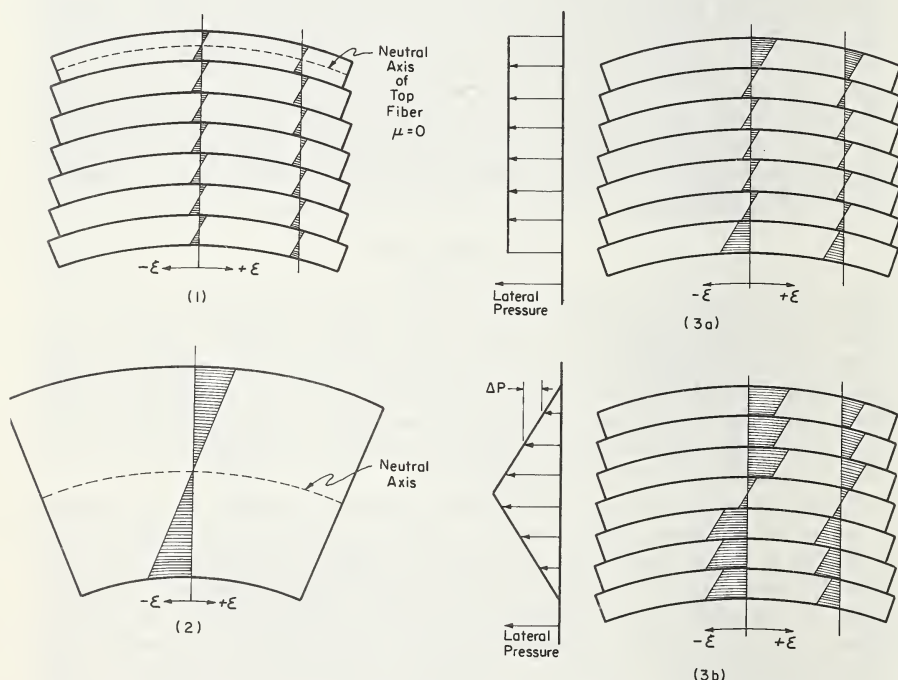 Neutral
Axis
of
Top
Fiber
μ=0
-ε +ε
(1)
Lateral
Pressure
-ε +ε
(3a)
Neutral
Axis
-ε +ε
(2)
ΔP
Lateral
Pressure
-ε +ε
(3b)